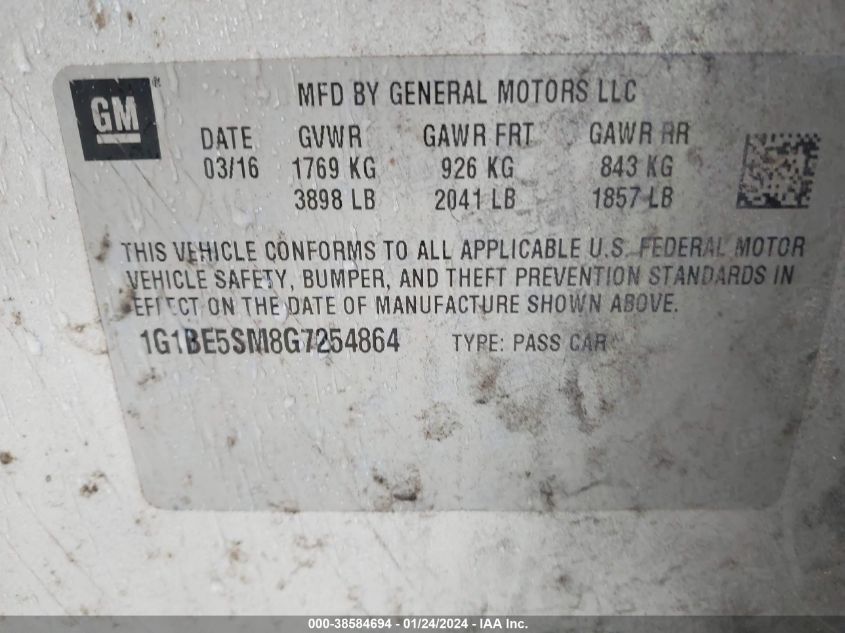 GM
MFD BY GENERAL MOTORS LLC
DATE GVWR GAWR FRT GAWR RR
03/16 1769 KG 926 KG 843 KG
3898 LB 2041 LB 1857 LB
THIS VEHICLE CONFORMS TO ALL APPLICABLE U.S. FEDERAL MOTOR
VEHICLE SAFETY, BUMPER, AND THEFT PREVENTION STANDARDS IN
EFFECT ON THE DATE OF MANUFACTURE SHOWN ABOVE.
1G1BE5SM8G7254864 TYPE: PASS CAR
000-38584694 - 01/24/2024 - IAA Inc.